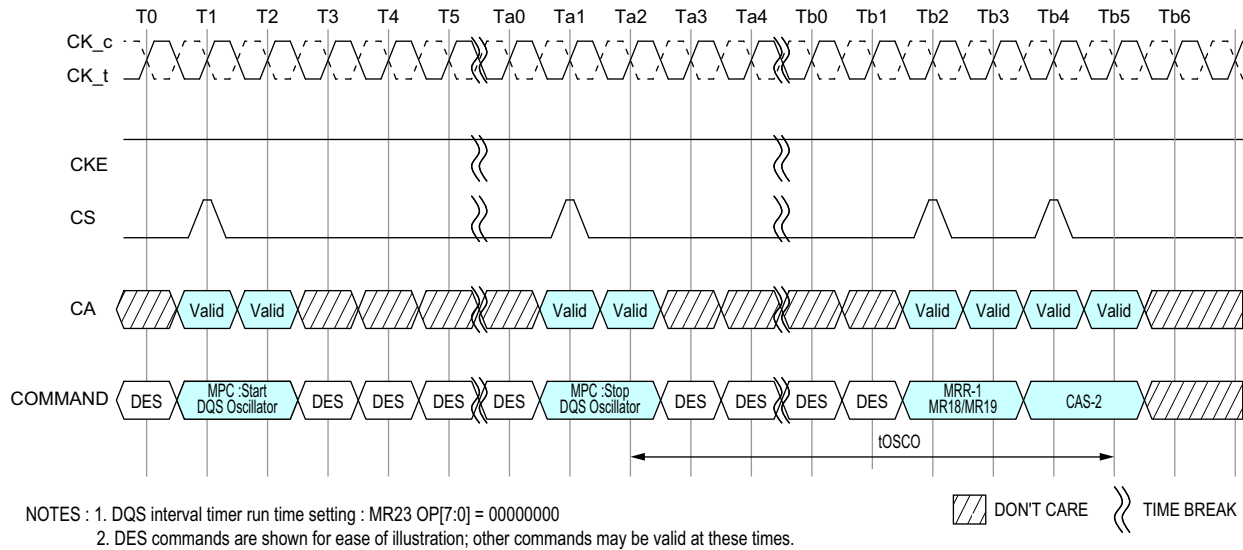 T0 T1 T2 T3 T4 T5 Ta0 Ta1 Ta2 Ta3 Ta4 Tb0 Tb1 Tb2 Tb3 Tb4 Tb5 Tb6
CK_c
CK_t
CKE
CS
CA Valid Valid Valid Valid Valid Valid Valid Valid
COMMAND DES MPC :Start DES DES DES DES MPC :Stop DES DES DES DES MRR-1 CAS-2
DQS Oscillator DQS Oscillator MR18/MR19
tOSCO
DON'T CARE TIME BREAK
NOTES : 1. DQS interval timer run time setting : MR23 OP[7:0] = 00000000
2. DES commands are shown for ease of illustration; other commands may be valid at these times.